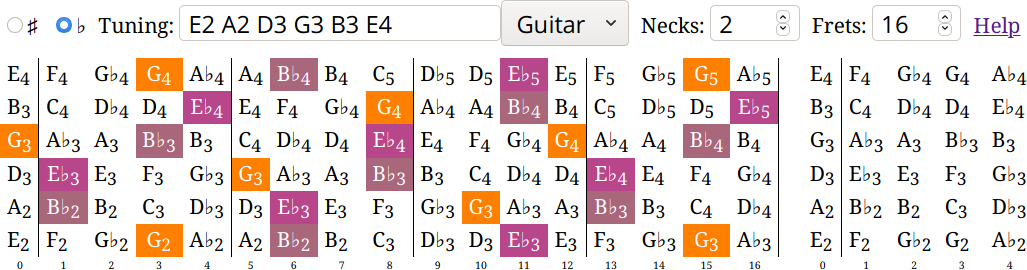 ♯ ♭ Tuning: E2 A2 D3 G3 B3 E4 Guitar Necks: 2 Frets: 16 Help
E4 F4 G♭4 G4 A♭4 A4 B♭4 B4 C5 D♭5 D5 E♭5 E5 F5 G♭5 G5 A♭5 E4 F4 G♭4 G4 A♭4
B3 C4 D♭4 D4 E♭4 E4 F4 G♭4 G4 A♭4 A4 B♭4 B4 C5 D♭5 D5 E♭5 B3 C4 D♭4 D4 E♭4
G3 A♭3 A3 B♭3 B3 C4 D♭4 D4 E♭4 E4 F4 G♭4 G4 A♭4 A4 B♭4 B4 G3 A♭3 A3 B♭3 B3
D3 E♭3 E3 F3 G♭3 G3 A♭3 A3 B♭3 B3 C4 D♭4 D4 E♭4 E4 F4 G♭4 D3 E♭3 E3 F3 G♭3
A2 B♭2 B2 C3 D♭3 D3 E♭3 E3 F3 G♭3 G3 A♭3 A3 B♭3 B3 C4 D♭4 A2 B♭2 B2 C3 D♭3
E2 F2 G♭2 G2 A♭2 A2 B♭2 B2 C3 D♭3 D3 E♭3 E3 F3 G♭3 G3 A♭3 E2 F2 G♭2 G2 A♭2
0 1 2 3 4 5 6 7 8 9 10 11 12 13 14 15 16 0 1 2 3 4